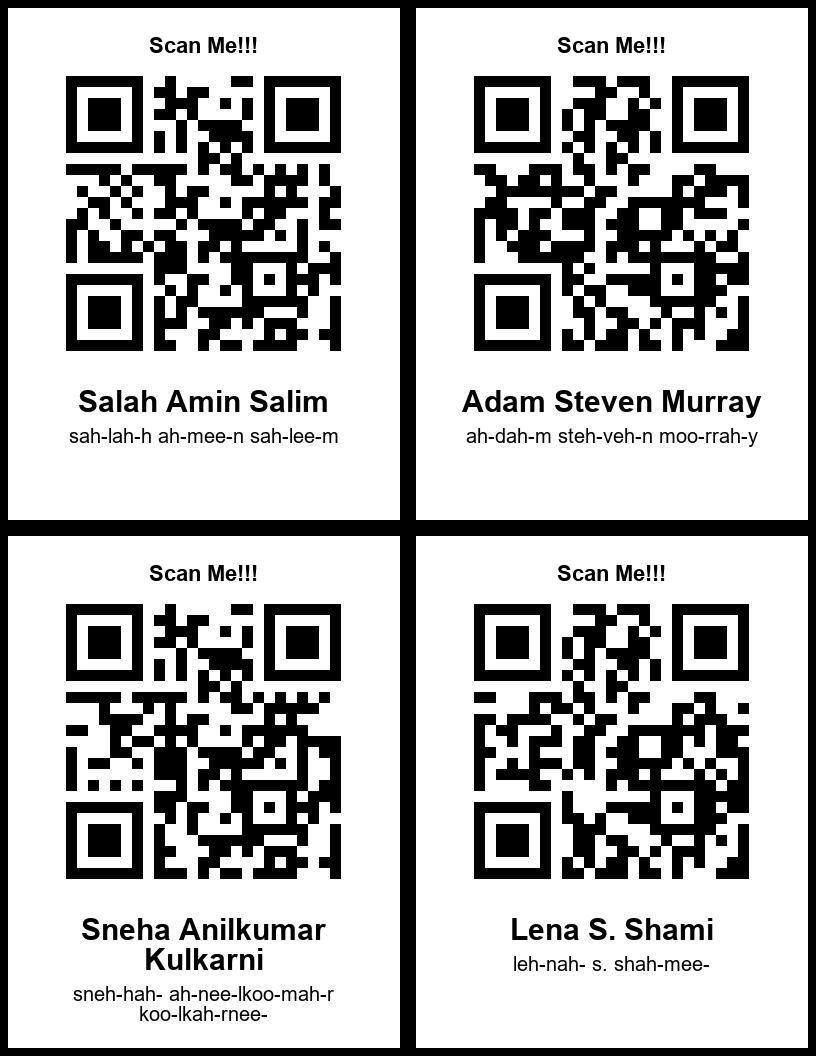 Scan Me!!!
Salah Amin Salim
sah-lah-h ah-mee-n sah-lee-m
Scan Me!!!
Adam Steven Murray
ah-dah-m steh-veh-n moo-rrah-y
Scan Me!!!
Sneha Anilkumar
Kulkarni
sneh-hah- ah-nee-lkoo-mah-r
koo-lkah-rnee-
Scan Me!!!
Lena S. Shami
leh-nah- s. shah-mee-